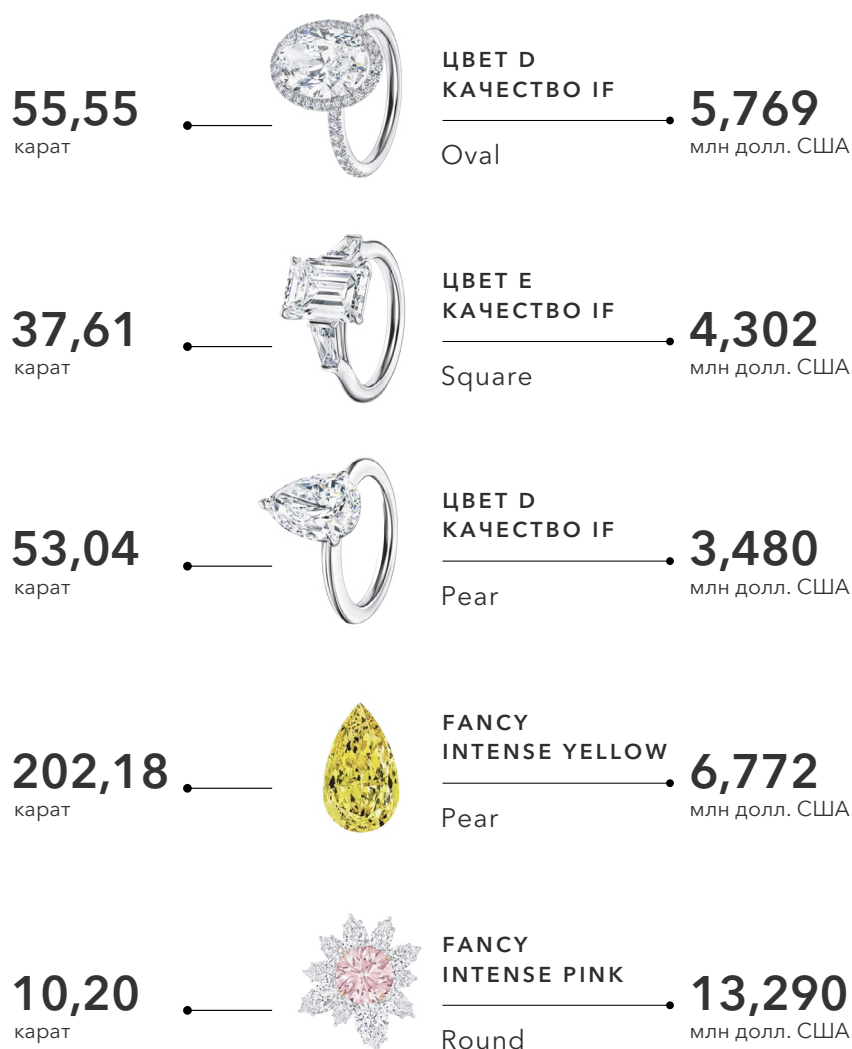 55,55
карат
ЦВЕТ D
КАЧЕСТВО IF
Oval
5,769
млн долл. США
37,61
карат
ЦВЕТ E
КАЧЕСТВО IF
Square
4,302
млн долл. США
53,04
карат
ЦВЕТ D
КАЧЕСТВО IF
Pear
3,480
млн долл. США
202,18
карат
FANCY
INTENSE YELLOW
Pear
6,772
млн долл. США
10,20
карат
FANCY
INTENSE PINK
Round
13,290
млн долл. США